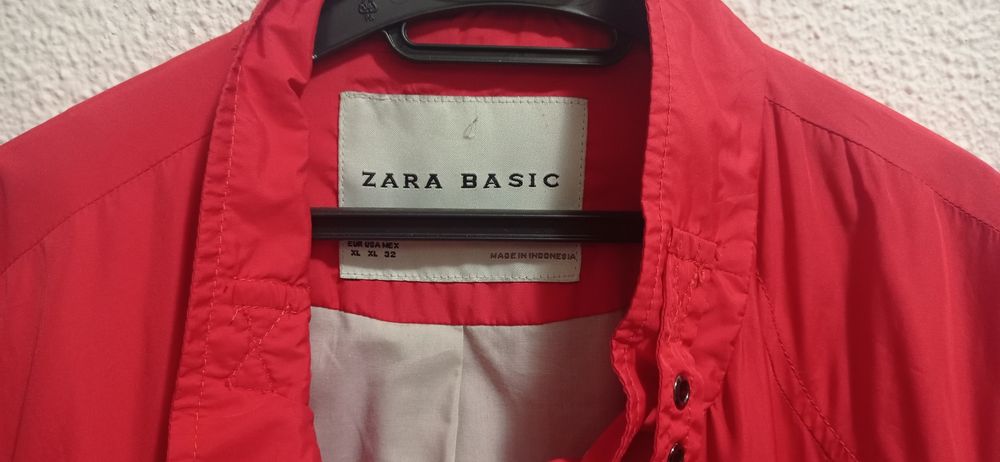 ZARA BASIC
EUR USA MEX
XL XL 32
MADE IN INDONESIA